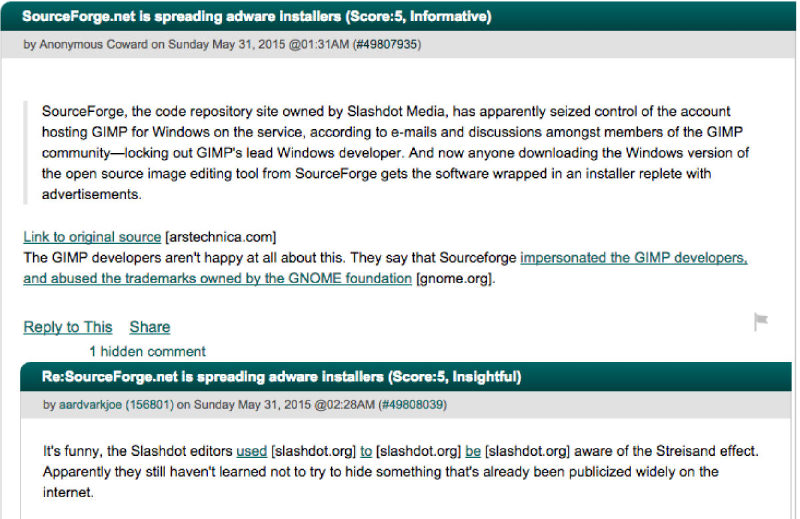 SourceForge.net is spreading adware installers (Score:5, Informative)
by Anonymous Coward on Sunday May 31, 2015 @01:31AM (#49807935)
SourceForge, the code repository site owned by Slashdot Media, has apparently seized control of the account
hosting GIMP for Windows on the service, according to e-mails and discussions amongst members of the GIMP
community—locking out GIMP's lead Windows developer. And now anyone downloading the Windows version of
the open source image editing tool from SourceForge gets the software wrapped in an installer replete with
advertisements.
Link to original source [arstechnica.com]
The GIMP developers aren't happy at all about this. They say that Sourceforge impersonated the GIMP developers,
and abused the trademarks owned by the GNOME foundation [gnome.org].
Reply to This Share
1 hidden comment
Re:SourceForge.net is spreading adware installers (Score:5, Insightful)
by aardvarkjoe (156801) on Sunday May 31, 2015 @02:28AM (#49808039)
It's funny, the Slashdot editors used [slashdot.org] to [slashdot.org] be [slashdot.org] aware of the Streisand effect.
Apparently they still haven't learned not to try to hide something that's already been publicized widely on the
internet.